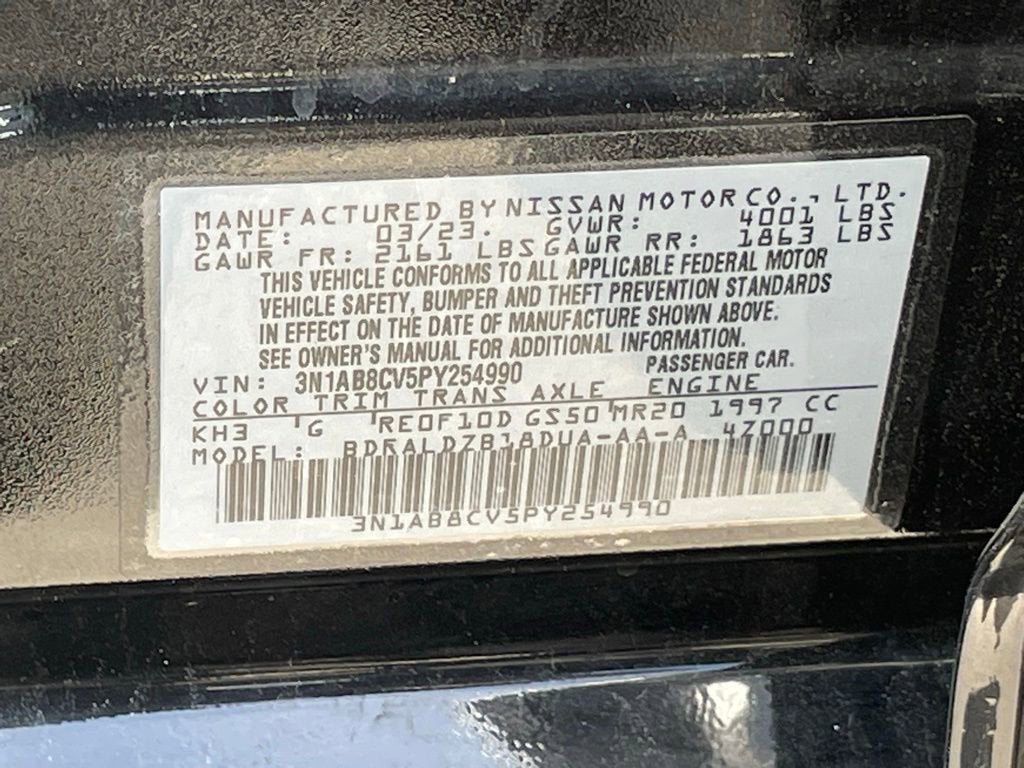 MANUFACTURED BY NISSAN MOTOR CO., LTD.
DATE: 03/23. GVWR: 4001 LBS
GAWR FR: 2161 LBS GAWR RR: 1863 LBS
THIS VEHICLE CONFORMS TO ALL APPLICABLE FEDERAL MOTOR
VEHICLE SAFETY, BUMPER AND THEFT PREVENTION STANDARDS
IN EFFECT ON THE DATE OF MANUFACTURE SHOWN ABOVE.
SEE OWNER'S MANUAL FOR ADDITIONAL INFORMATION.
VIN: 3N1AB8CV5PY254990 PASSENGER CAR.
COLOR TRIM TRANS AXLE ENGINE
KH3 G RE0F10D GS50 MR20 1997 CC
MODEL: 4Z000
3N1AB8CV5PY254990